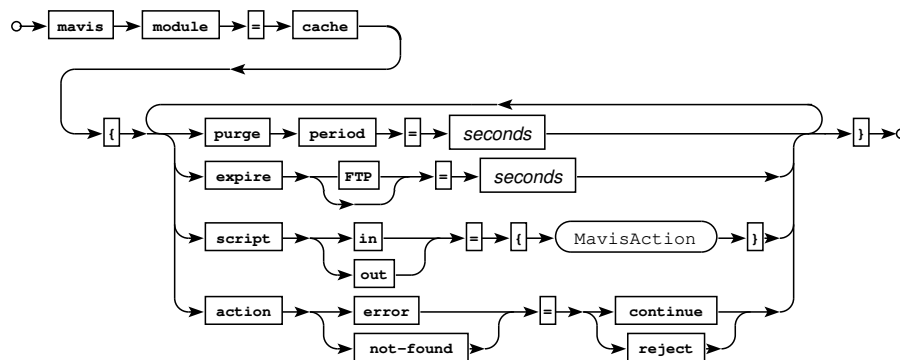 mavis module = cache
{ purge period = seconds }
expire FTP = seconds
script in = { MavisAction }
out
action error = continue
not-found reject